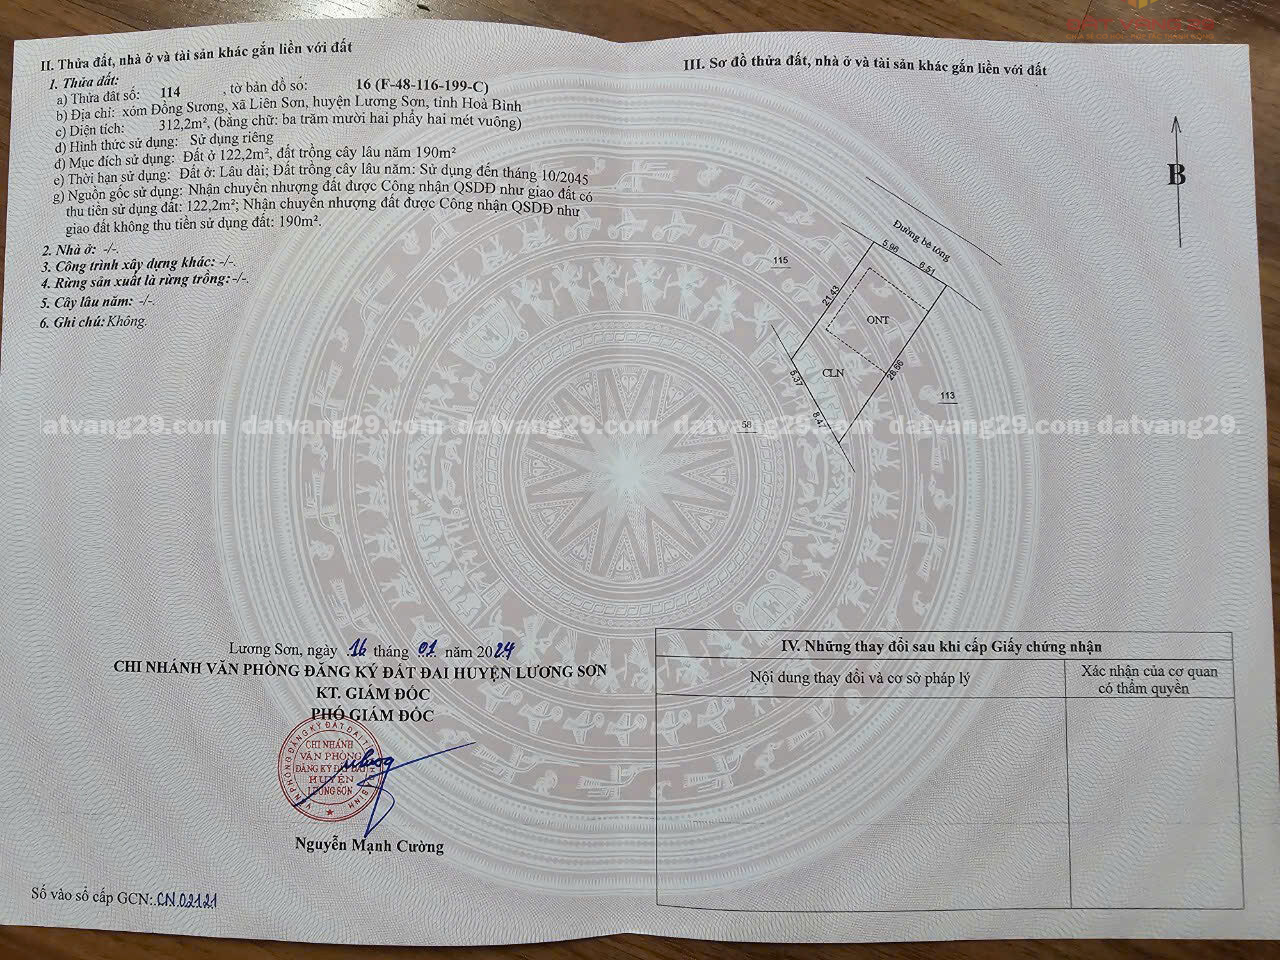 ĐẤT VÀNG 29
II. Thửa đất, nhà ở và tài sản khác gắn liền với đất
1. Thửa đất:
a) Thửa đất số: 114 , tờ bản đồ số: 16 (F-48-116-199-C)
b) Địa chỉ: xóm Đồng Sương, xã Liên Sơn, huyện Lương Sơn, tỉnh Hoà Bình
c) Diện tích: 312,2m², (bằng chữ: ba trăm mười hai phẩy hai mét vuông)
d) Hình thức sử dụng: Sử dụng riêng
đ) Mục đích sử dụng: Đất ở 122,2m², đất trồng cây lâu năm 190m²
e) Thời hạn sử dụng: Đất ở: Lâu dài; Đất trồng cây lâu năm: Sử dụng đến tháng 10/2045
g) Nguồn gốc sử dụng: Nhận chuyển nhượng đất được Công nhận QSDĐ như giao đất có
thu tiền sử dụng đất: 122,2m²; Nhận chuyển nhượng đất được Công nhận QSDĐ như
giao đất không thu tiền sử dụng đất: 190m².
2. Nhà ở: -/-.
3. Công trình xây dựng khác: -/-.
4. Rừng sản xuất là rừng trồng: -/-.
5. Cây lâu năm: -/-.
6. Ghi chú: Không.
III. Sơ đồ thửa đất, nhà ở và tài sản khác gắn liền với đất
B
Đường bê tông
5.96
6.51
115
21.43
ONT
CLN
5.37
28.66
113
8.47
58
atvang29.com datvang29.com datvang29.com datvang29.com datvang29.com datvang29.
Lương Sơn, ngày 16 tháng 01 năm 2024
CHI NHÁNH VĂN PHÒNG ĐĂNG KÝ ĐẤT ĐAI HUYỆN LƯƠNG SƠN
KT. GIÁM ĐỐC
PHÓ GIÁM ĐỐC
CHI NHÁNH
VĂN PHÒNG
ĐĂNG KÝ ĐẤT ĐAI
HUYỆN
LƯƠNG SƠN
Nguyễn Mạnh Cường
Số vào sổ cấp GCN: CN.02121
IV. Những thay đổi sau khi cấp Giấy chứng nhận
Nội dung thay đổi và cơ sở pháp lý
Xác nhận của cơ quan
có thẩm quyền